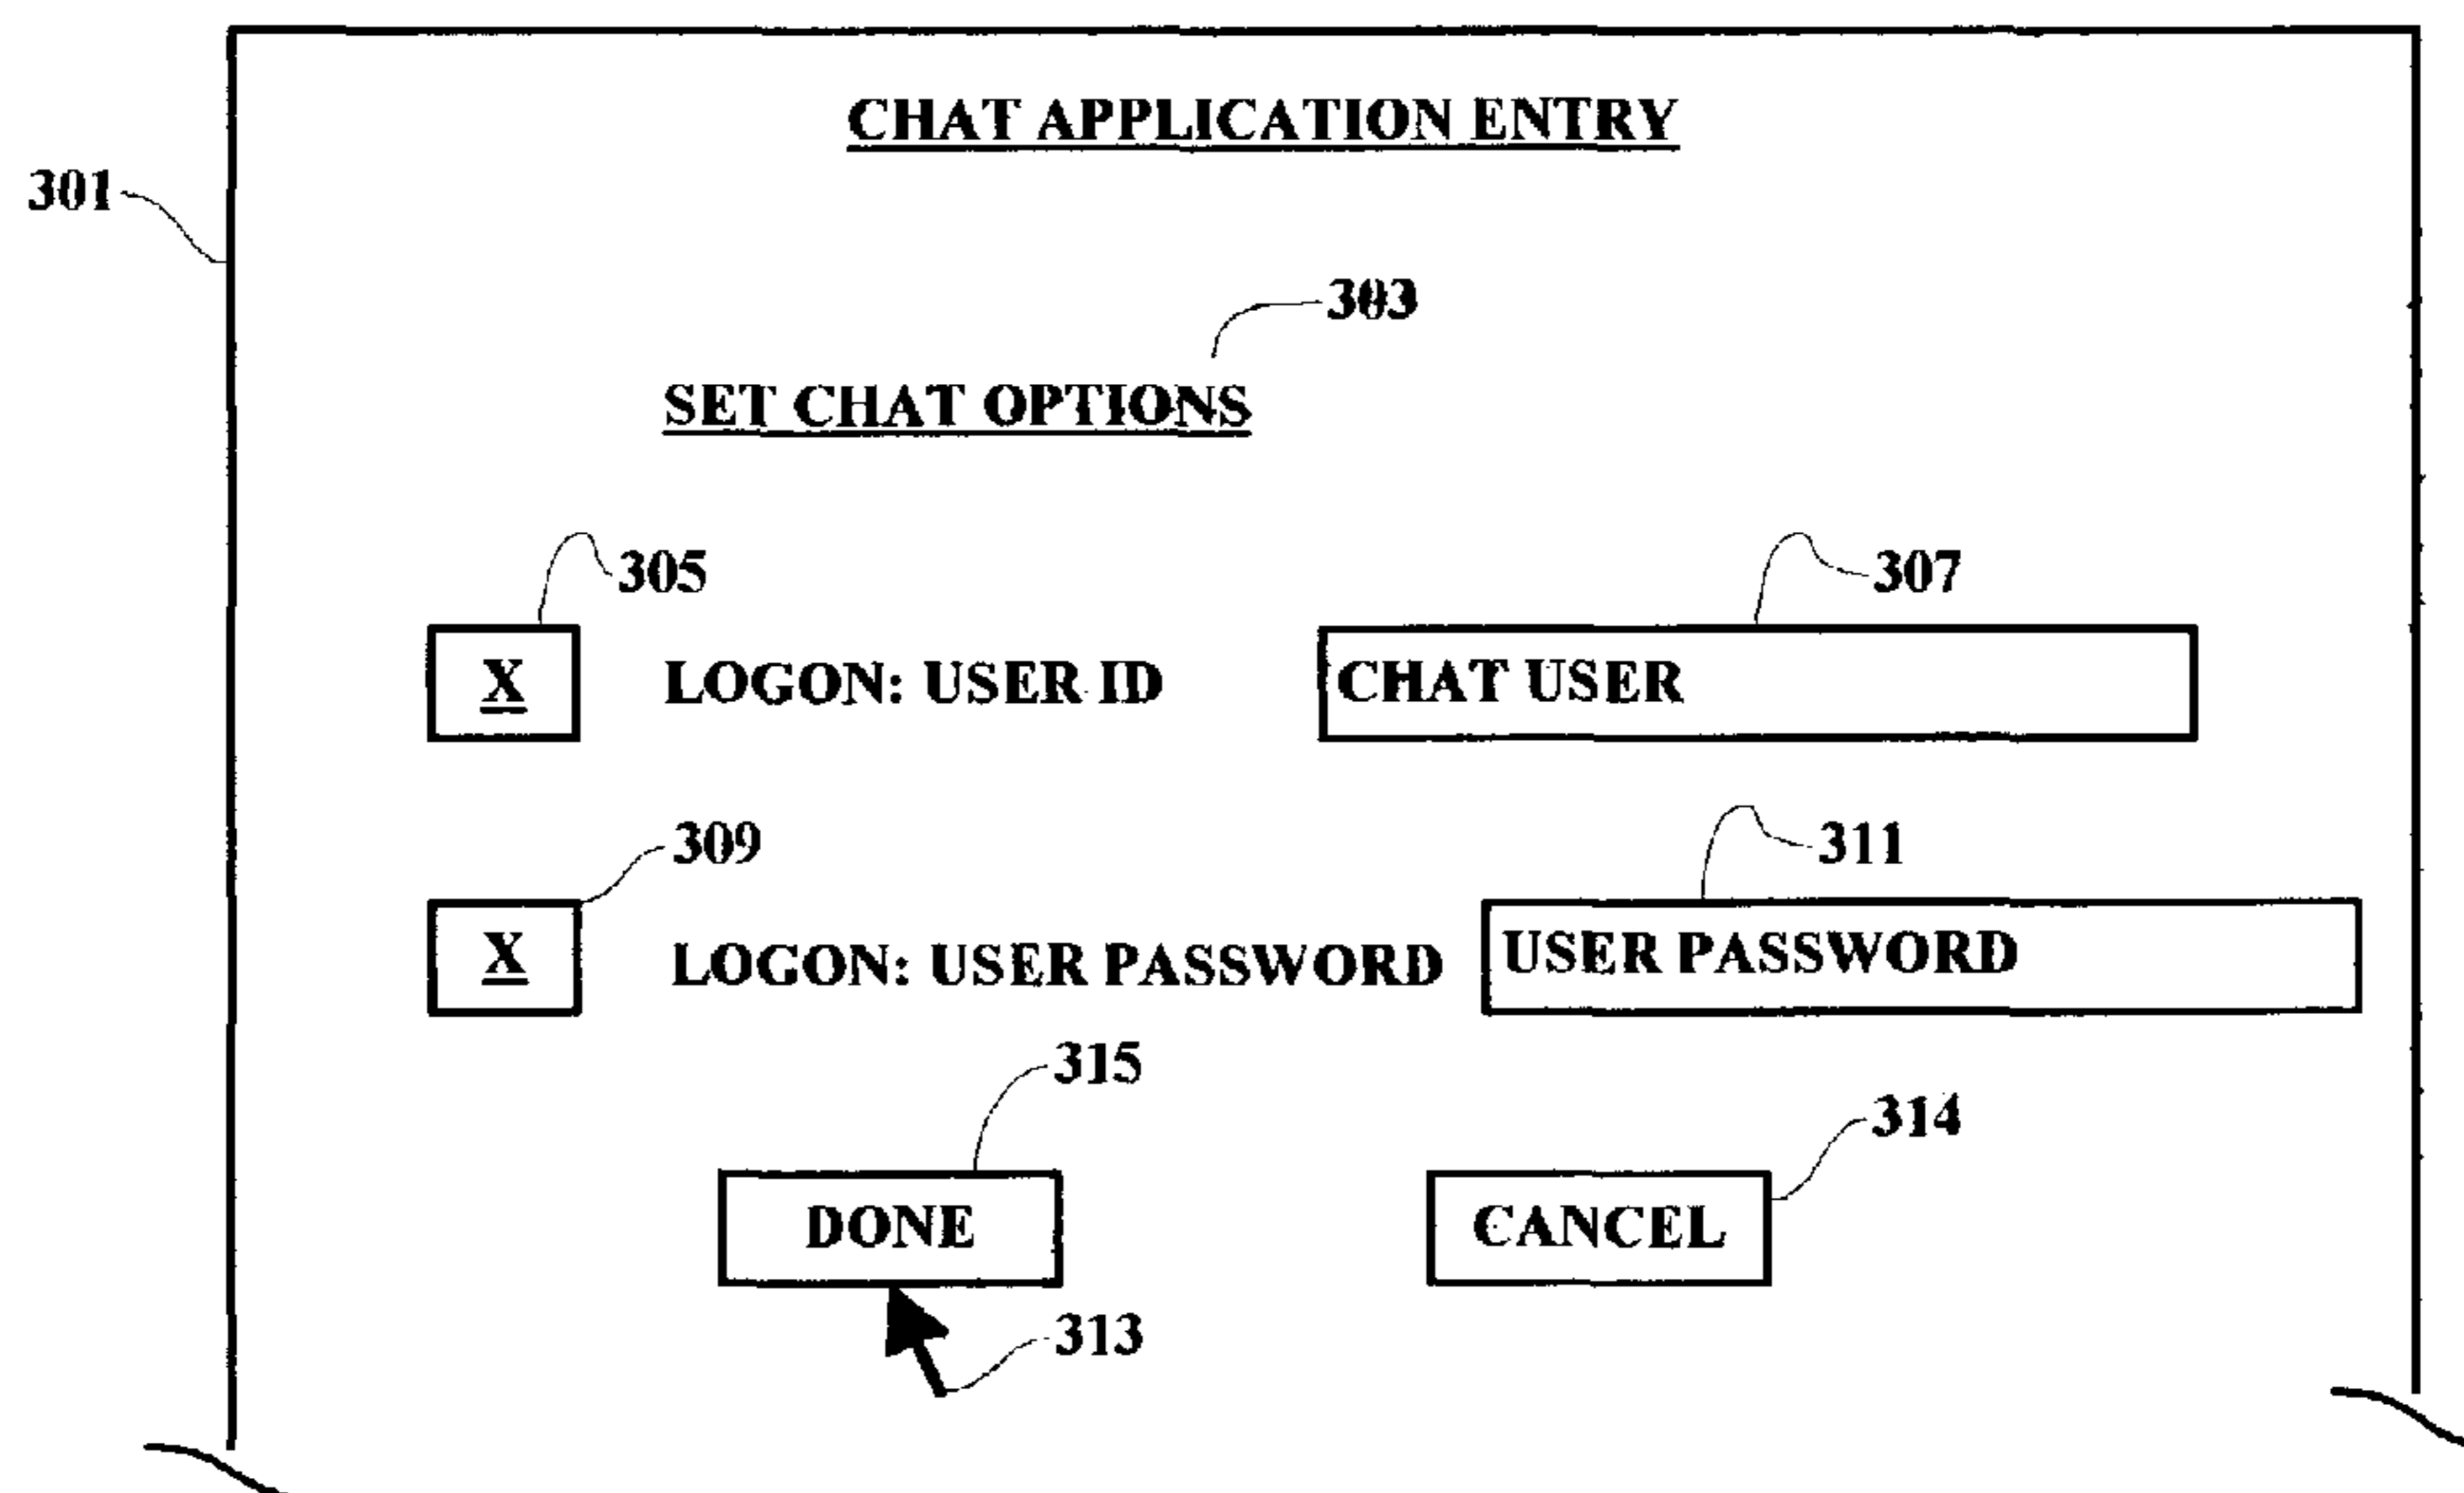 CHAT APPLICATION ENTRY
301
303
SET CHAT OPTIONS
305
307
X LOGON: USER ID CHAT USER
309
311
X LOGON: USER PASSWORD USER PASSWORD
315
314
DONE CANCEL
313